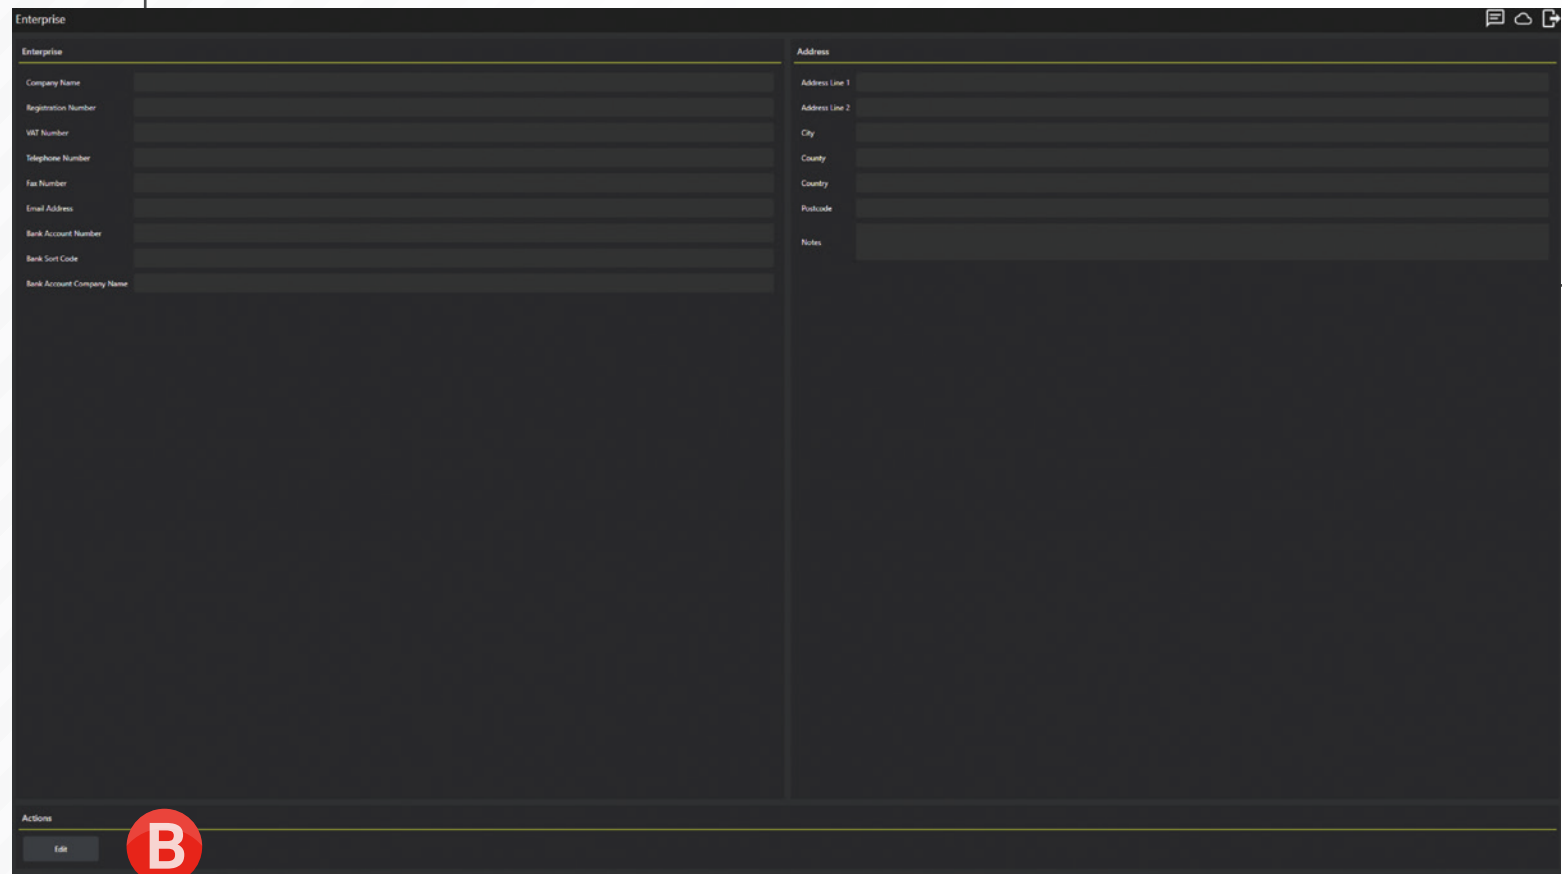 Enterprise
Enterprise
Company Name
Registration Number
VAT Number
Telephone Number
Fax Number
Email Address
Bank Account Number
Bank Sort Code
Bank Account Company Name
Address
Address Line 1
Address Line 2
City
County
Country
Postcode
Notes
Actions
Edit
B